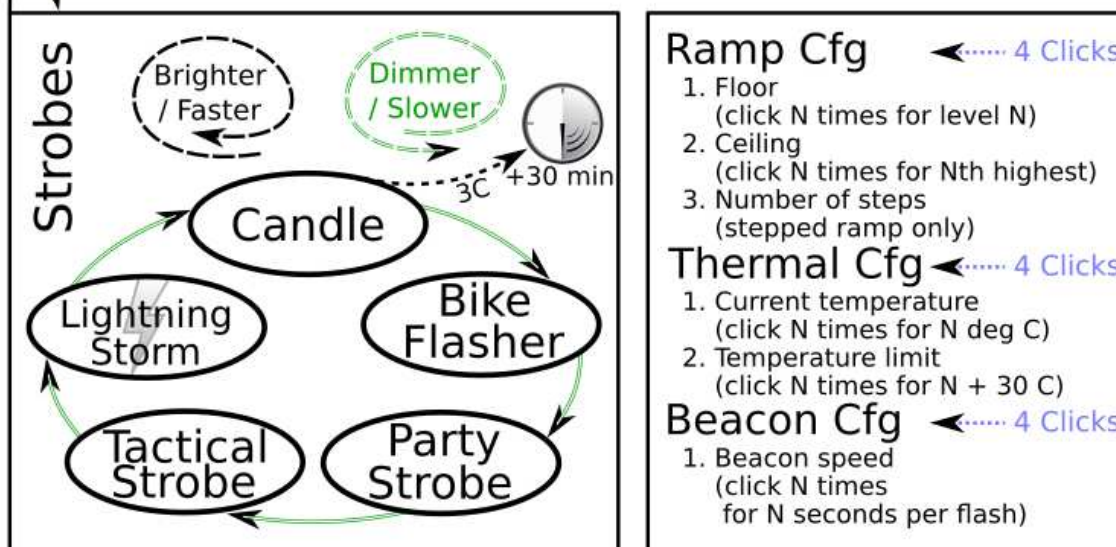 Strobes
Brighter
/ Faster
Dimmer
/ Slower
3C
+30 min
Candle
Bike
Flasher
Party
Strobe
Tactical
Strobe
Lightning
Storm
Ramp Cfg
4 Clicks
1. Floor
(click N times for level N)
2. Ceiling
(click N times for Nth highest)
3. Number of steps
(stepped ramp only)
Thermal Cfg
4 Clicks
1. Current temperature
(click N times for N deg C)
2. Temperature limit
(click N times for N + 30 C)
Beacon Cfg
4 Clicks
1. Beacon speed
(click N times
for N seconds per flash)